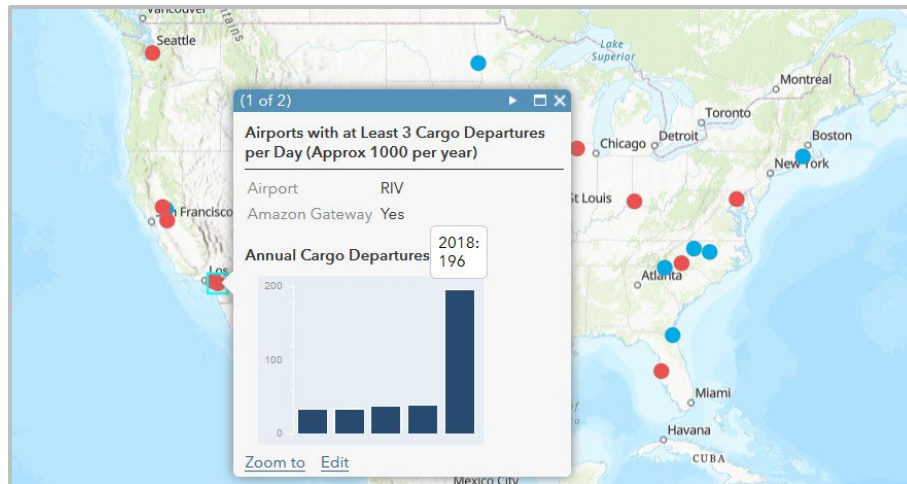 Vancouver
Seattle
Lake
Superior
Montreal
Toronto
Chicago
Detroit
Boston
New York
St Louis
San Francisco
Los
Atlanta
Miami
Havana
CUBA
Mexico City
(1 of 2)
Airports with at Least 3 Cargo Departures
per Day (Approx 1000 per year)
Airport RIV
Amazon Gateway Yes
Annual Cargo Departures
2018:
196
200
100
0
Zoom to Edit